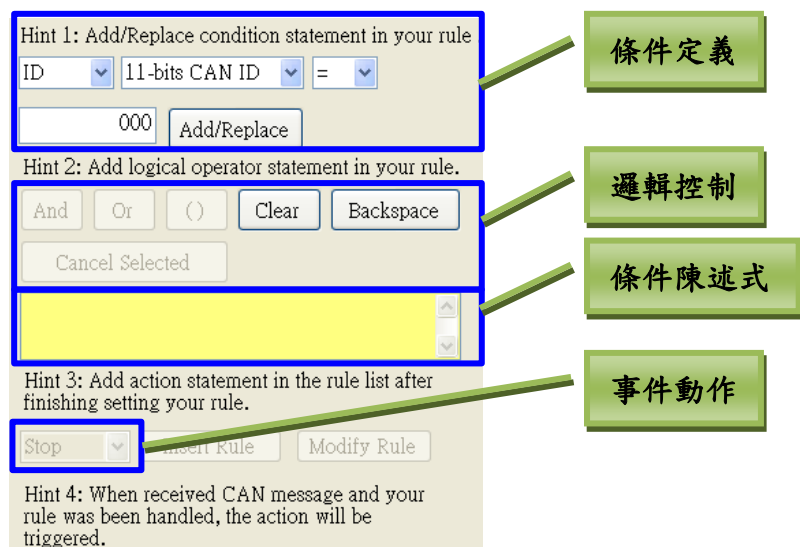 Hint 1: Add/Replace condition statement in your rule
ID 11-bits CAN ID =
000 Add/Replace
條件定義
Hint 2: Add logical operator statement in your rule.
And Or () Clear Backspace
Cancel Selected
邏輯控制
條件陳述式
Hint 3: Add action statement in the rule list after
finishing setting your rule.
Stop Insert Rule Modify Rule
事件動作
Hint 4: When received CAN message and your
rule was been handled, the action will be
triggered.